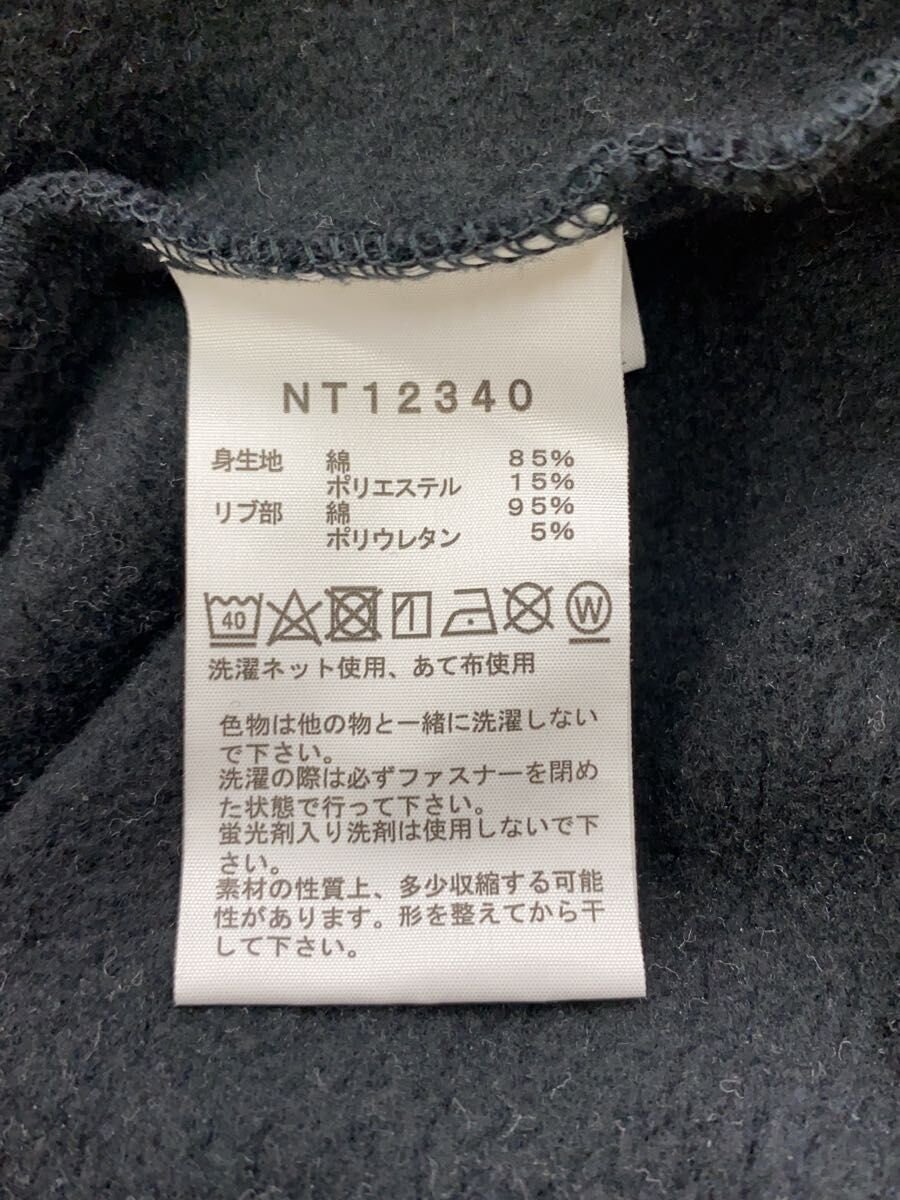 NT12340
身生地 綿 85%
ポリエステル 15%
リブ部 綿 95%
ポリウレタン 5%
40 W
洗濯ネット使用、あて布使用
色物は他の物と一緒に洗濯しない
で下さい。
洗濯の際は必ずファスナーを閉め
た状態で行って下さい。
蛍光剤入り洗剤は使用しないで下
さい。
素材の性質上、多少収縮する可能
性があります。形を整えてから干
して下さい。